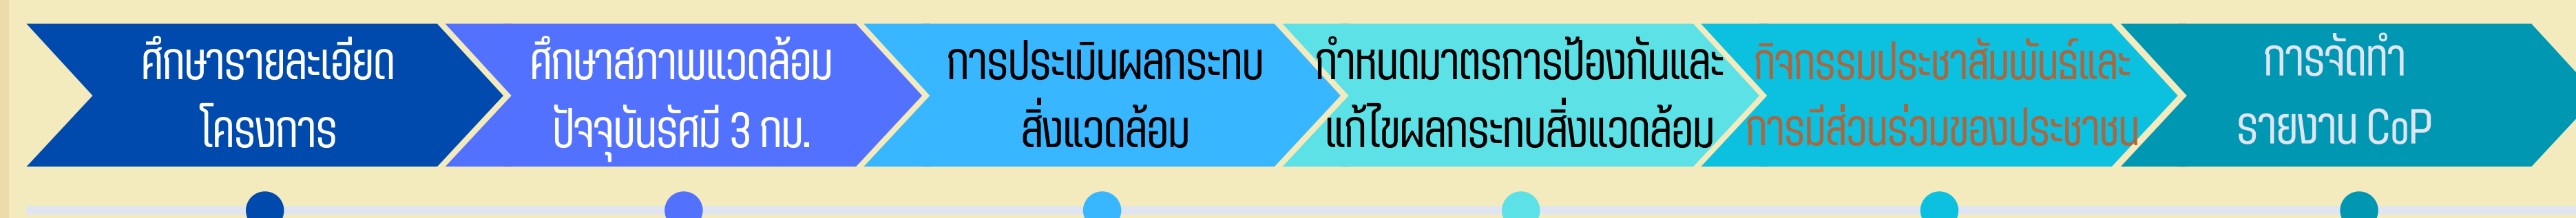 ศึกษารายละเอียด
โครงการ
ศึกษาสภาพแวดล้อม
ปัจจุบันรัศมี 3 กม.
การประเมินผลกระทบ
สิ่งแวดล้อม
กำหนดมาตรการป้องกันและ
แก้ไขผลกระทบสิ่งแวดล้อม
กิจกรรมประชาสัมพันธ์และ
การมีส่วนร่วมของประชาชน
การจัดทำ
รายงาน CoP